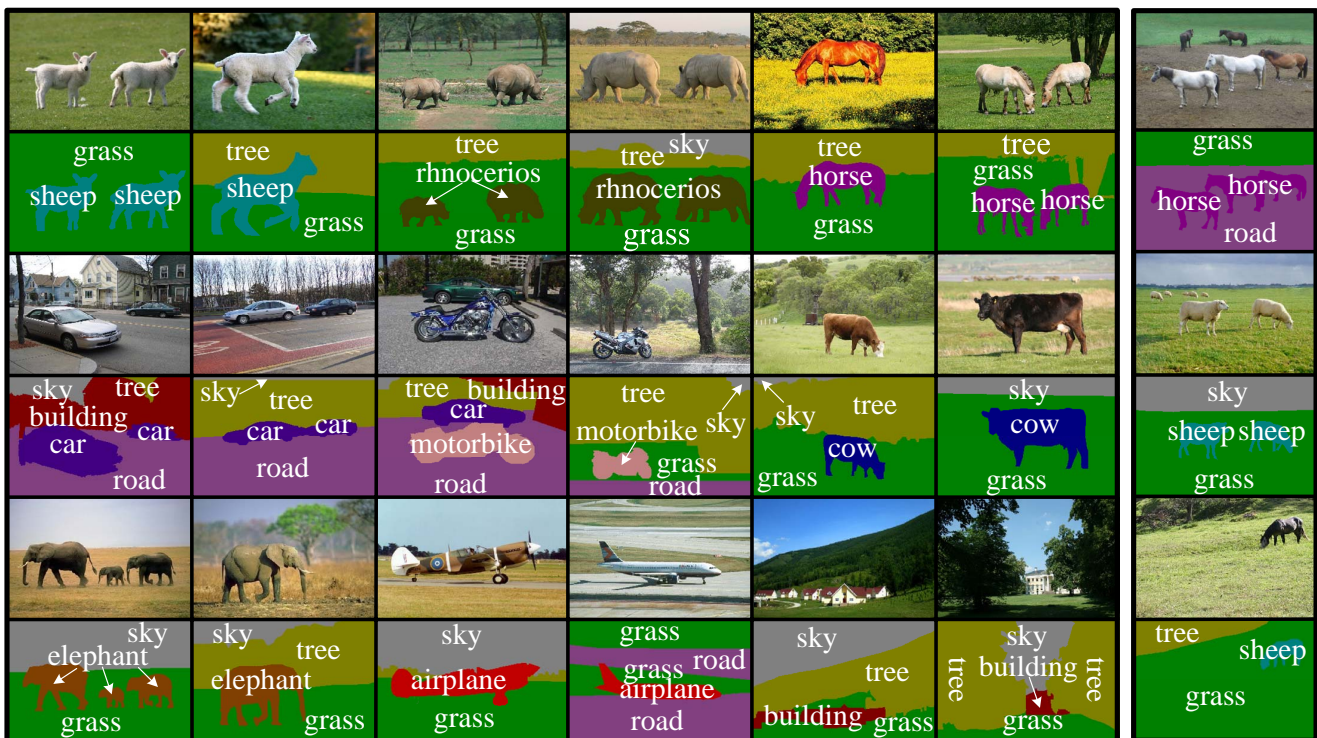 grass
sheep sheep
tree
sheep
grass
tree
rhnocerios
grass
sky
tree
rhnocerios
grass
tree
horse
grass
tree
grass
horse horse
grass
horse
horse
road
sky tree
building
car car
road
sky
tree
car car
road
tree building
car
motorbike
road
tree
sky
motorbike
grass
road
sky tree
cow
grass
sky
cow
grass
sky
sheep sheep
grass
sky
elephant
grass
sky
tree
elephant
grass
sky
airplane
grass
grass
road
grass
airplane
road
sky
tree
building grass
sky
building
tree tree
grass
tree
sheep
grass